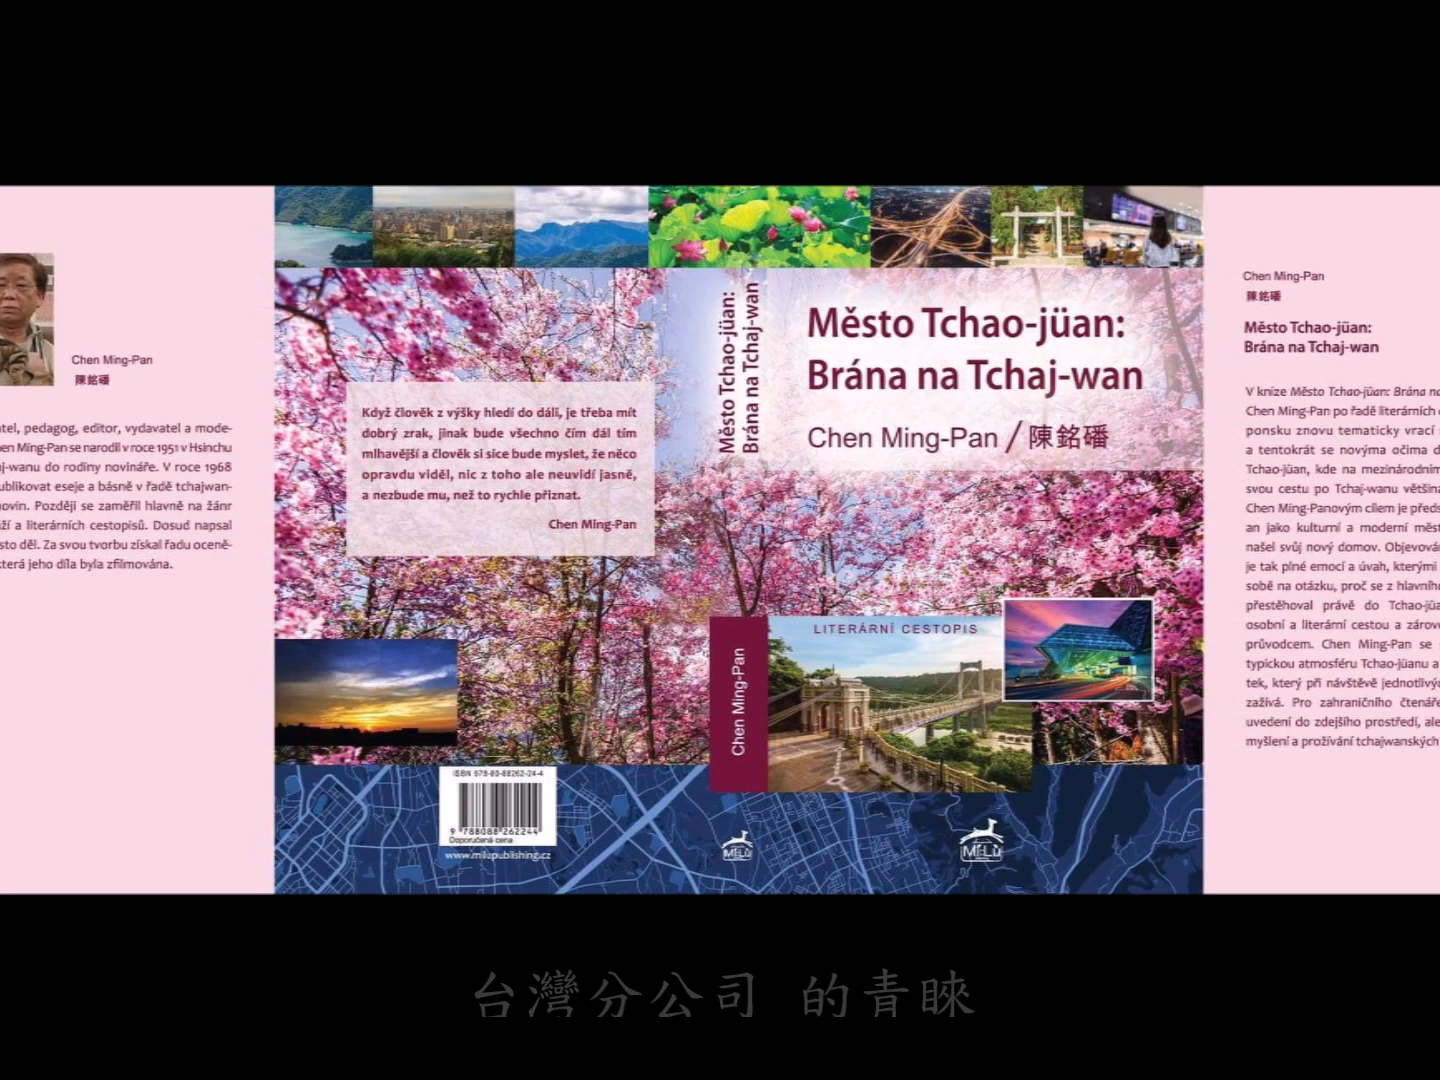 Chen Ming-Pan
陳銘磻
tel, pedagog, editor, vydavatel a mode-
en Ming-Pan se narodil v roce 1951 v Hsinchu
j-wanu do rodiny novináře. V roce 1968
ublikovat eseje a básně v řadě tchajwan-
ovin. Později se zaměřil hlavně na žánr
ží a literárních cestopisů. Dosud napsal
sto děl. Za svou tvorbu získal řadu oceně-
která jeho díla byla zfilmována.
Když člověk z výšky hledí do dáli, je třeba mít
dobrý zrak, jinak bude všechno čím dál tím
mlhavější a člověk si sice bude myslet, že něco
opravdu viděl, nic z toho ale neuvidí jasně,
a nezbude mu, než to rychle přiznat.
Chen Ming-Pan
ISBN 978-80-88262-24-4
9 788088 262244
Doporučená cena
www.milupublishing.cz
Město Tchao-jüan:
Brána na Tchaj-wan
Chen Ming-Pan
Mi:Lù
Město Tchao-jüan:
Brána na Tchaj-wan
Chen Ming-Pan / 陳銘磻
LITERÁRNÍ CESTOPIS
Mi:Lù
Chen Ming-Pan
陳銘磻
Město Tchao-jüan:
Brána na Tchaj-wan
V knize Město Tchao-jüan: Brána na
Chen Ming-Pan po řadě literárních
ponsku znovu tematicky vrací
a tentokrát se novýma očima d
Tchao-jüan, kde na mezinárodním
svou cestu po Tchaj-wanu většina
Chen Ming-Panovým cílem je předs
an jako kulturní a moderní měst
našel svůj nový domov. Objevován
je tak plné emocí a úvah, kterými
sobě na otázku, proč se z hlavního
přestěhoval právě do Tchao-jüa
osobní a literární cestou a zárove
průvodcem. Chen Ming-Pan se
typickou atmosféru Tchao-jüanu a
tek, který při návštěvě jednotlivýc
zažívá. Pro zahraničního čtenáře
uvedení do zdejšího prostředí, ale
myšlení a prožívání tchajwanských
台灣分公司 的青睞